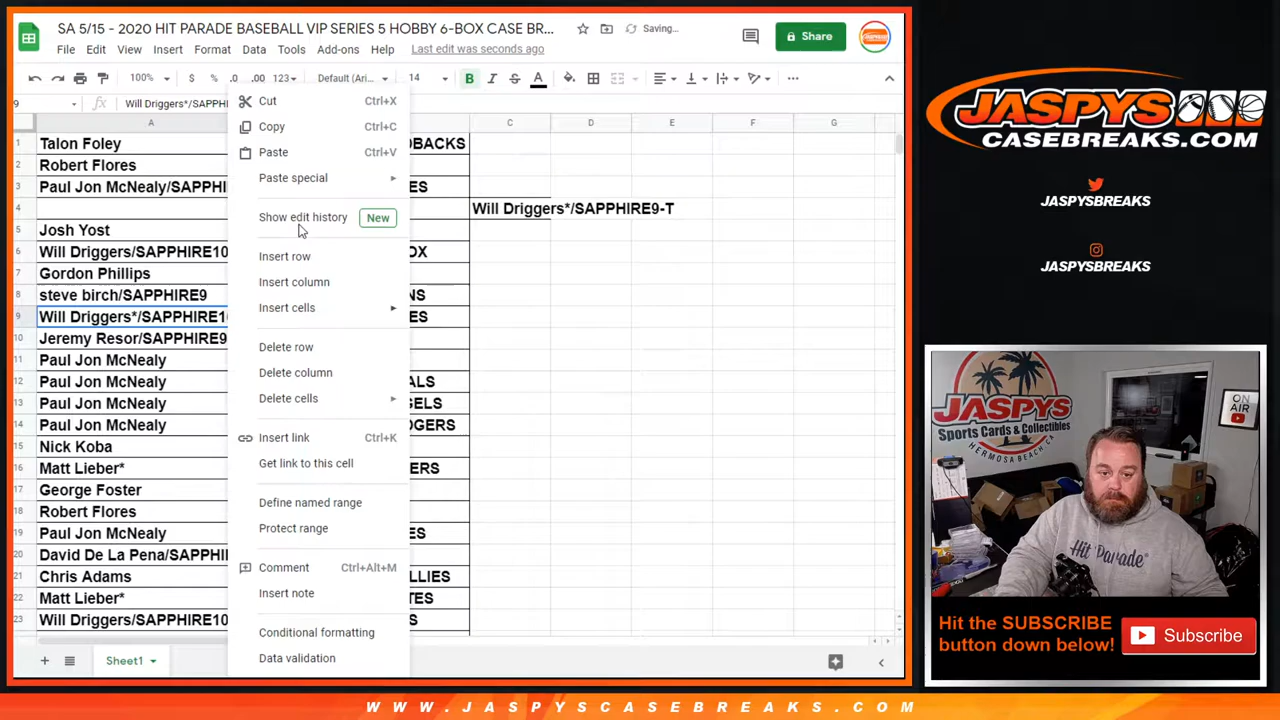 SA 5/15 - 2020 HIT PARADE BASEBALL VIP SERIES 5 HOBBY 6-BOX CASE BR...
Saving...
File Edit View Insert Format Data Tools Add-ons Help Last edit was seconds ago
Share
100% $ % .0 .00 123 Default (Ari... 14 B I S A
9 fx Will Driggers*/SAPPH
A C D E F G
1 Talon Foley DBACKS
2 Robert Flores
3 Paul Jon McNealy/SAPPHI ES
4 Will Driggers*/SAPPHIRE9-T
5 Josh Yost
6 Will Driggers/SAPPHIRE10 OX
7 Gordon Phillips
8 steve birch/SAPPHIRE9 NS
9 Will Driggers*/SAPPHIRE1 ES
10 Jeremy Resor/SAPPHIRE9
11 Paul Jon McNealy
12 Paul Jon McNealy ALS
13 Paul Jon McNealy GELS
14 Paul Jon McNealy OGERS
15 Nick Koba
16 Matt Lieber* ERS
17 George Foster
18 Robert Flores
19 Paul Jon McNealy ES
20 David De La Pena/SAPPHI
21 Chris Adams LLIES
22 Matt Lieber* TES
23 Will Driggers/SAPPHIRE10 S
Cut Ctrl+X
Copy Ctrl+C
Paste Ctrl+V
Paste special
Show edit history New
Insert row
Insert column
Insert cells
Delete row
Delete column
Delete cells
Insert link Ctrl+K
Get link to this cell
Define named range
Protect range
Comment Ctrl+Alt+M
Insert note
Conditional formatting
Data validation
Sheet1
JASPYS
CASEBREAKS.COM
JASPYSBREAKS
JASPYSBREAKS
JASPYS
Sports Cards & Collectibles
HERMOSA BEACH CA
ON AIR
Hit Parade
Hit the SUBSCRIBE
button down below!
Subscribe
WWW.JASPYSCASEBREAKS.COM